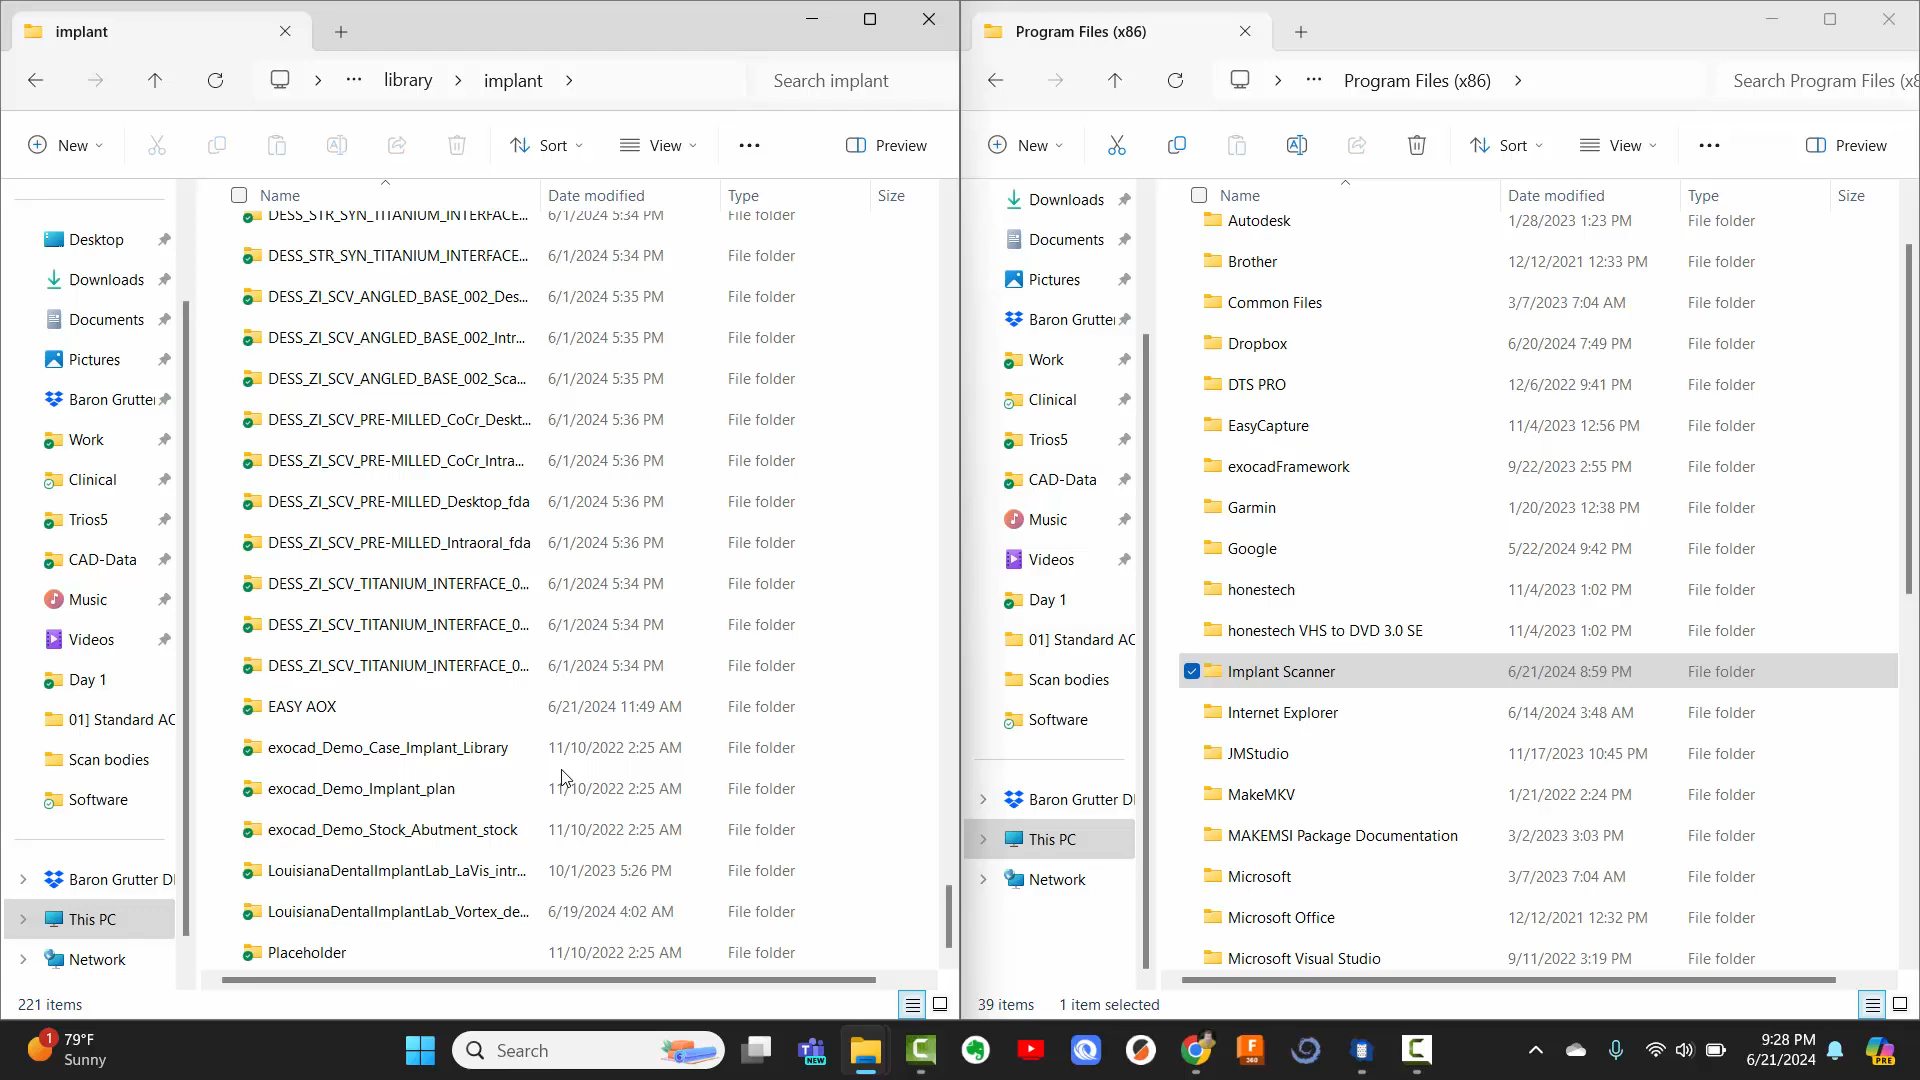 implant
library
implant
Search implant
New
Sort
View
Preview
Name
Date modified
Type
Size
Desktop
Downloads
Documents
Pictures
Baron Grutter
Work
Clinical
Trios5
CAD-Data
Music
Videos
Day 1
01] Standard AC
Scan bodies
Software
Baron Grutter D
This PC
Network
DESS_STR_SYN_TITANIUM_INTERFACE... 6/1/2024 5:34 PM File folder
DESS_STR_SYN_TITANIUM_INTERFACE... 6/1/2024 5:34 PM File folder
DESS_ZI_SCV_ANGLED_BASE_002_Des... 6/1/2024 5:35 PM File folder
DESS_ZI_SCV_ANGLED_BASE_002_Intr... 6/1/2024 5:35 PM File folder
DESS_ZI_SCV_ANGLED_BASE_002_Sca... 6/1/2024 5:35 PM File folder
DESS_ZI_SCV_PRE-MILLED_CoCr_Deskt... 6/1/2024 5:36 PM File folder
DESS_ZI_SCV_PRE-MILLED_CoCr_Intra... 6/1/2024 5:36 PM File folder
DESS_ZI_SCV_PRE-MILLED_Desktop_fda 6/1/2024 5:36 PM File folder
DESS_ZI_SCV_PRE-MILLED_Intraoral_fda 6/1/2024 5:36 PM File folder
DESS_ZI_SCV_TITANIUM_INTERFACE_0... 6/1/2024 5:34 PM File folder
DESS_ZI_SCV_TITANIUM_INTERFACE_0... 6/1/2024 5:34 PM File folder
DESS_ZI_SCV_TITANIUM_INTERFACE_0... 6/1/2024 5:34 PM File folder
EASY AOX 6/21/2024 11:49 AM File folder
exocad_Demo_Case_Implant_Library 11/10/2022 2:25 AM File folder
exocad_Demo_Implant_plan 11/10/2022 2:25 AM File folder
exocad_Demo_Stock_Abutment_stock 11/10/2022 2:25 AM File folder
LouisianaDentalImplantLab_LaVis_intr... 10/1/2023 5:26 PM File folder
LouisianaDentalImplantLab_Vortex_de... 6/19/2024 4:02 AM File folder
Placeholder 11/10/2022 2:25 AM File folder
221 items
Program Files (x86)
Program Files (x86)
Search Program Files (x8
New
Sort
View
Preview
Name
Date modified
Type
Size
Downloads
Documents
Pictures
Baron Grutter
Work
Clinical
Trios5
CAD-Data
Music
Videos
Day 1
01] Standard AC
Scan bodies
Software
Baron Grutter D
This PC
Network
Autodesk 1/28/2023 1:23 PM File folder
Brother 12/12/2021 12:33 PM File folder
Common Files 3/7/2023 7:04 AM File folder
Dropbox 6/20/2024 7:49 PM File folder
DTS PRO 12/6/2022 9:41 PM File folder
EasyCapture 11/4/2023 12:56 PM File folder
exocadFramework 9/22/2023 2:55 PM File folder
Garmin 1/20/2023 12:38 PM File folder
Google 5/22/2024 9:42 PM File folder
honestech 11/4/2023 1:02 PM File folder
honestech VHS to DVD 3.0 SE 11/4/2023 1:02 PM File folder
Implant Scanner 6/21/2024 8:59 PM File folder
Internet Explorer 6/14/2024 3:48 AM File folder
JMStudio 11/17/2023 10:45 PM File folder
MakeMKV 1/21/2022 2:24 PM File folder
MAKEMSI Package Documentation 3/2/2023 3:03 PM File folder
Microsoft 3/7/2023 7:04 AM File folder
Microsoft Office 12/12/2021 12:32 PM File folder
Microsoft Visual Studio 9/11/2022 3:19 PM File folder
39 items 1 item selected
1
79°F
Sunny
Search
NEW
F
360
9:28 PM
6/21/2024
PRE